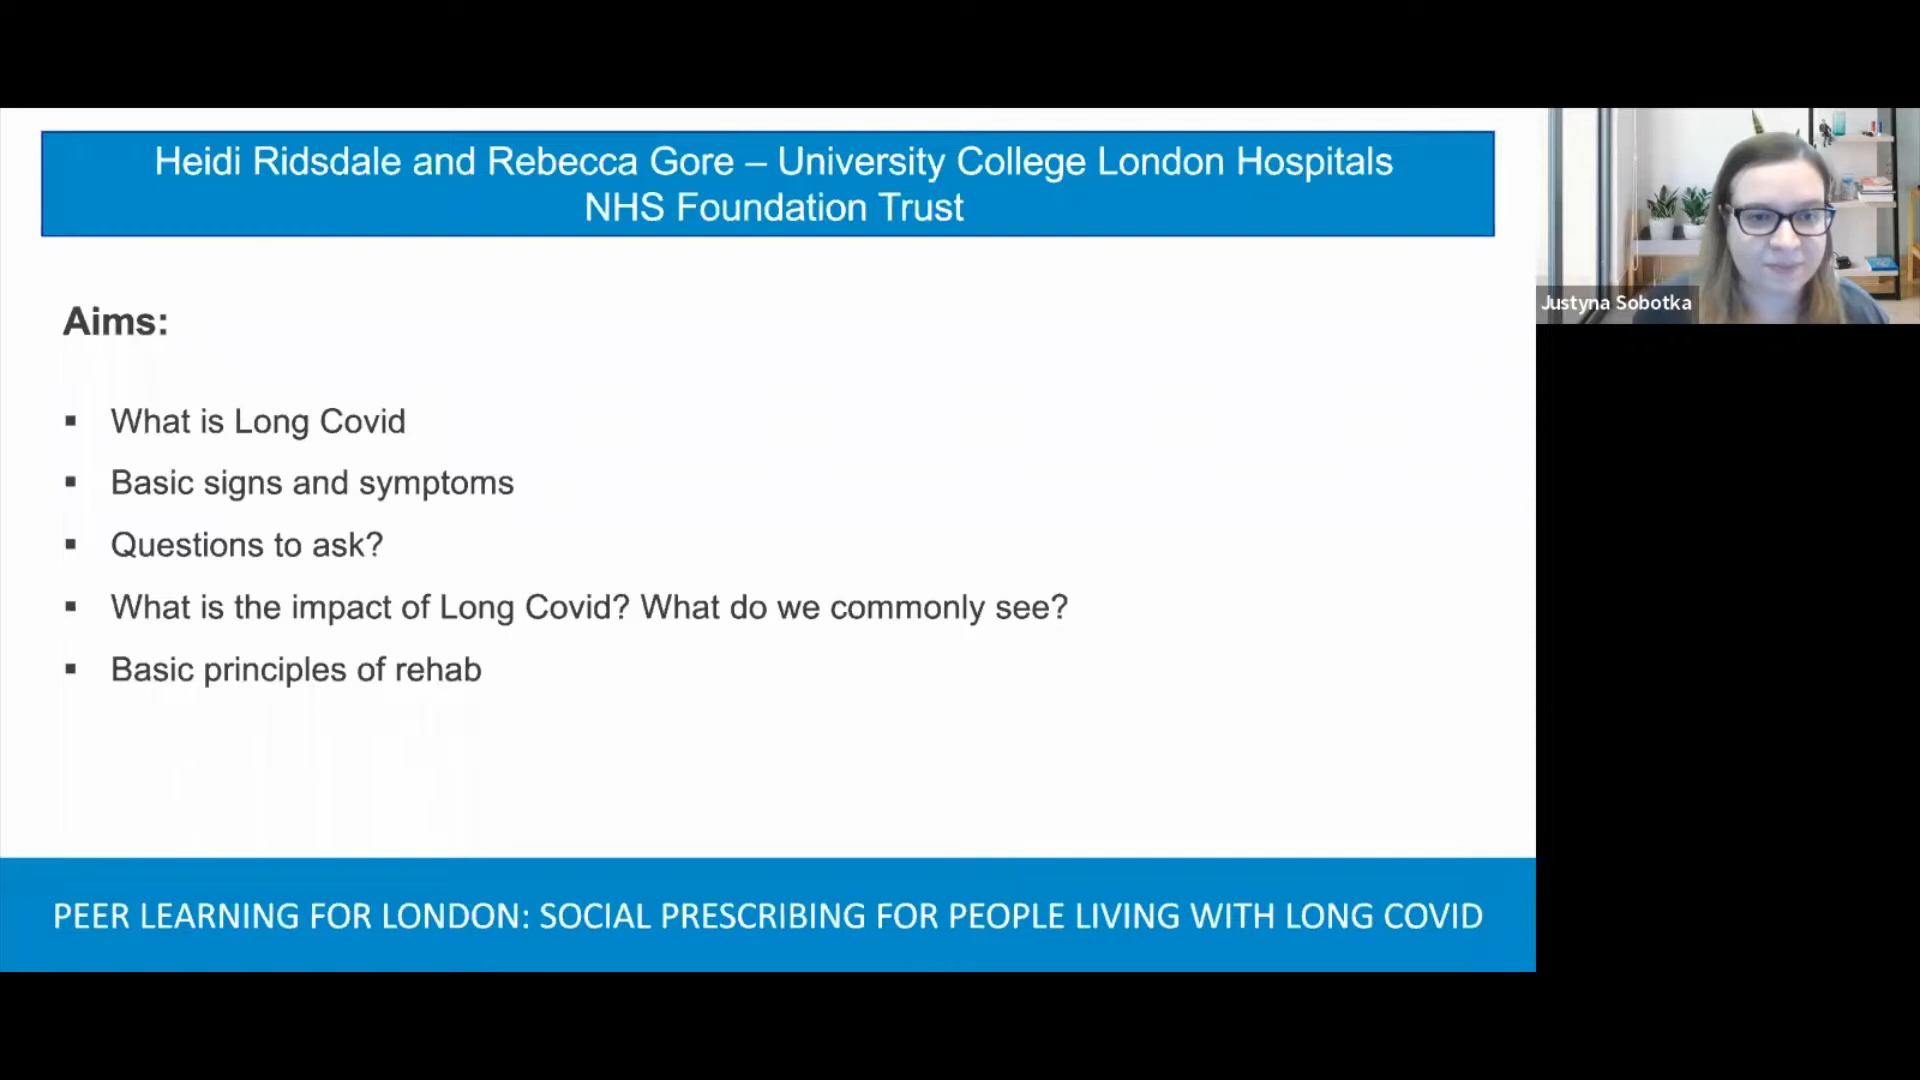 Heidi Ridsdale and Rebecca Gore – University College London Hospitals
NHS Foundation Trust
Justyna Sobotka
Aims:
▪ What is Long Covid
▪ Basic signs and symptoms
▪ Questions to ask?
▪ What is the impact of Long Covid? What do we commonly see?
▪ Basic principles of rehab
PEER LEARNING FOR LONDON: SOCIAL PRESCRIBING FOR PEOPLE LIVING WITH LONG COVID